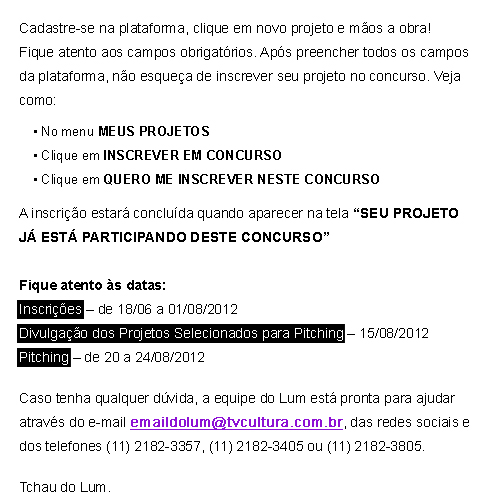 Cadastre-se na plataforma, clique em novo projeto e mãos a obra!
Fique atento aos campos obrigatórios. Após preencher todos os campos
da plataforma, não esqueça de inscrever seu projeto no concurso. Veja
como:
• No menu MEUS PROJETOS
• Clique em INSCREVER EM CONCURSO
• Clique em QUERO ME INSCREVER NESTE CONCURSO
A inscrição estará concluída quando aparecer na tela “SEU PROJETO
JÁ ESTÁ PARTICIPANDO DESTE CONCURSO”
Fique atento às datas:
Inscrições – de 18/06 a 01/08/2012
Divulgação dos Projetos Selecionados para Pitching – 15/08/2012
Pitching – de 20 a 24/08/2012
Caso tenha qualquer dúvida, a equipe do Lum está pronta para ajudar
através do e-mail emaildolum@tvcultura.com.br, das redes sociais e
dos telefones (11) 2182-3357, (11) 2182-3405 ou (11) 2182-3805.
Tchau do Lum.